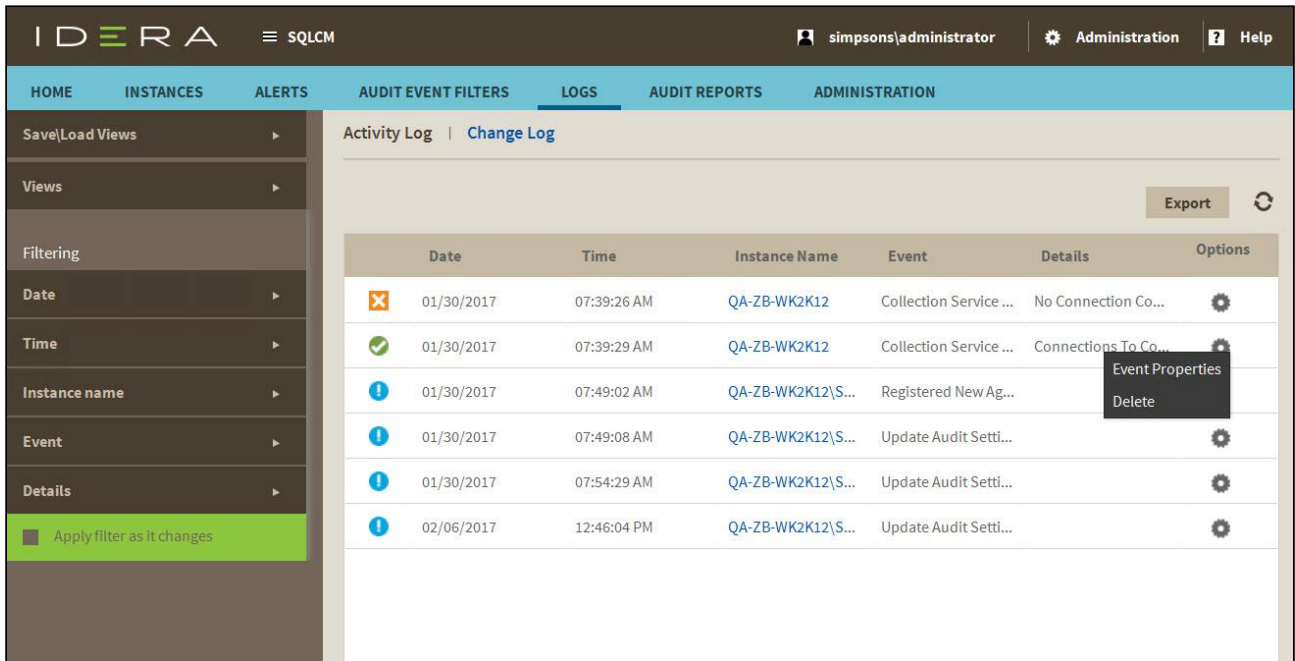 IDERA SQLCM simpsons\administrator Administration ? Help
HOME INSTANCES ALERTS AUDIT EVENT FILTERS LOGS AUDIT REPORTS ADMINISTRATION
Save\Load Views
Views
Filtering
Date
Time
Instance name
Event
Details
Apply filter as it changes
Activity Log | Change Log
Export
Date Time Instance Name Event Details Options
01/30/2017 07:39:26 AM QA-ZB-WK2K12 Collection Service ... No Connection Co...
01/30/2017 07:39:29 AM QA-ZB-WK2K12 Collection Service ... Connections To Co...
01/30/2017 07:49:02 AM QA-ZB-WK2K12\S... Registered New Ag...
01/30/2017 07:49:08 AM QA-ZB-WK2K12\S... Update Audit Setti...
01/30/2017 07:54:29 AM QA-ZB-WK2K12\S... Update Audit Setti...
02/06/2017 12:46:04 PM QA-ZB-WK2K12\S... Update Audit Setti...
Event Properties
Delete